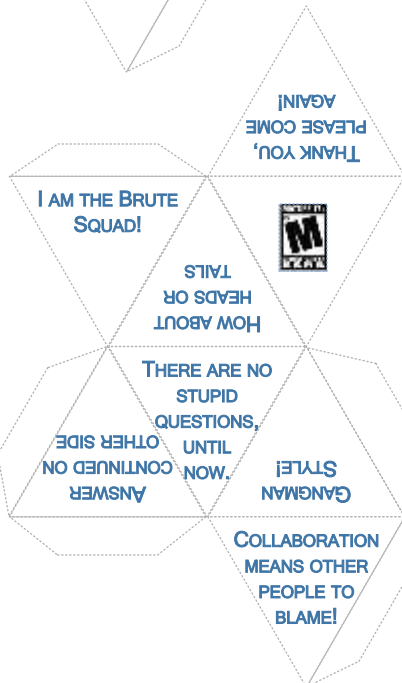 THANK YOU,
PLEASE COME
AGAIN!
I AM THE BRUTE
SQUAD!
M
HOW ABOUT
HEADS OR
TAILS
THERE ARE NO
STUPID
QUESTIONS,
UNTIL
NOW.
ANSWER
CONTINUED ON
OTHER SIDE
GANGMAN
STYLE!
COLLABORATION
MEANS OTHER
PEOPLE TO
BLAME!